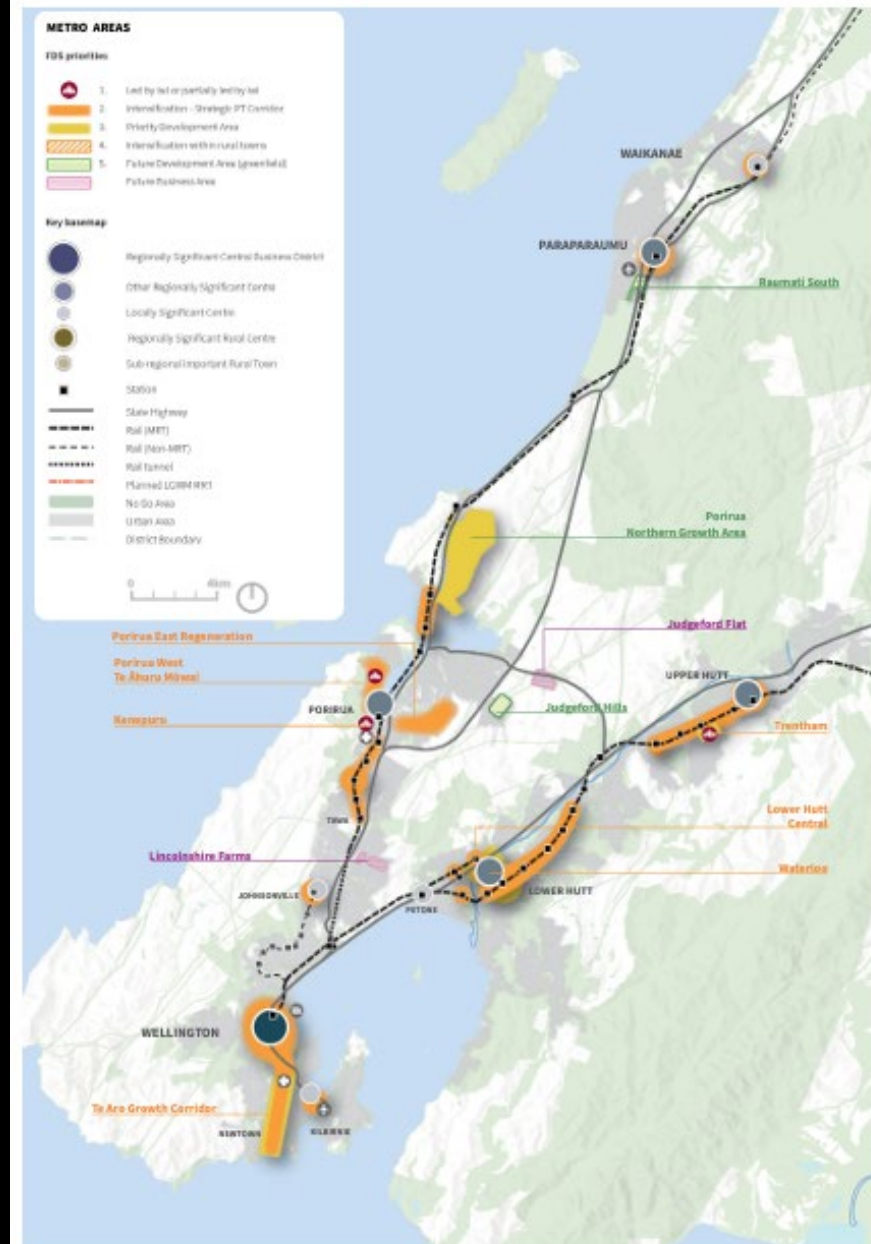 METRO AREAS
FDS priorities
1. Led by iwi or partially led by iwi
2. Intensification - Strategic PT Corridor
3. Priority Development Area
4. Intensification within rural towns
5. Future Development Area (greenfield)
Future Business Area
Key basemap
Regionally Significant Central Business District
Other Regionally Significant Centre
Locally Significant Centre
Regionally Significant Rural Centre
Sub-regional Important Rural Town
Station
State Highway
Rail (MRT)
Rail (Non-MRT)
Rail tunnel
Planned LGWM MRT
No Go Area
Urban Area
District Boundary
0 4km
WAIKANAE
PARAPARAUMU
Raumati South
Porirua
Northern Growth Area
Porirua East Regeneration
Judgeford Flat
Porirua West
Te Āhuru Mōwai
UPPER HUTT
PORIRUA
Judgeford Hills
Kenepuru
Trentham
Lower Hutt
Central
TAWA
Lincolnshire Farms
Waterloo
JOHNSONVILLE
LOWER HUTT
PETONE
WELLINGTON
Te Aro Growth Corridor
NEWTOWN
KILBIRNIE